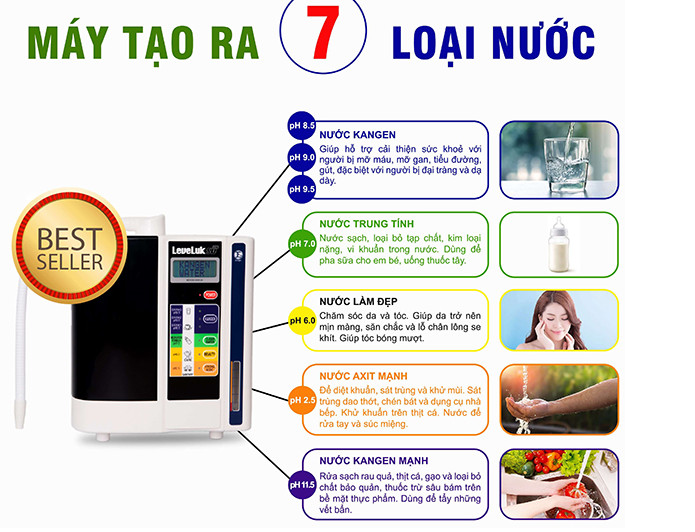 MÁY TẠO RA 7 LOẠI NƯỚC
pH 8.5
pH 9.0
pH 9.5
NƯỚC KANGEN
Giúp hỗ trợ cải thiện sức khoẻ với
người bị mỡ máu, mỡ gan, tiểu đường,
gút, đặc biệt với người bị đại tràng và dạ
dày.
BEST
SELLER
LeveLuk
KANGEN
WATER
pH 7.0
NƯỚC TRUNG TÍNH
Nước sạch, loại bỏ tạp chất, kim loại
nặng, vi khuẩn trong nước. Dùng để
pha sữa cho em bé, uống thuốc tây.
pH 6.0
NƯỚC LÀM ĐẸP
Chăm sóc da và tóc. Giúp da trở nên
mịn màng, săn chắc và lỗ chân lông se
khít. Giúp tóc bóng mượt.
pH 2.5
NƯỚC AXIT MẠNH
Để diệt khuẩn, sát trùng và khử mùi. Sát
trùng dao thớt, chén bát và dụng cụ nhà
bếp. Khử khuẩn trên thịt cá. Nước để
rửa tay và súc miệng.
pH 11.5
NƯỚC KANGEN MẠNH
Rửa sạch rau quả, thịt cá, gạo và loại bỏ
chất bảo quản, thuốc trừ sâu bám trên
bề mặt thực phẩm. Dùng để tẩy những
vết bẩn.